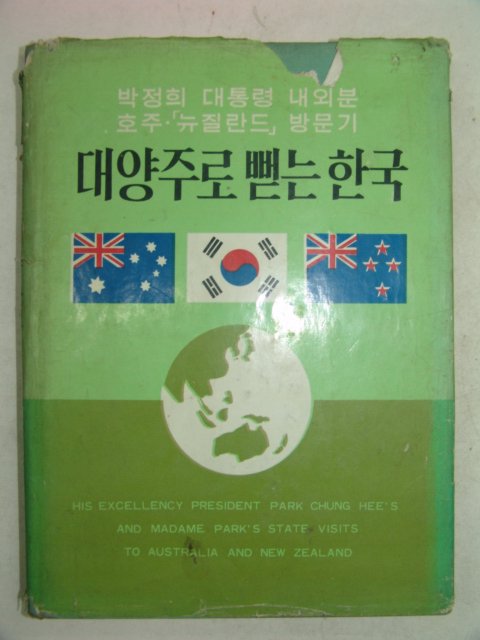 박정희 대통령 내외분
호주·「뉴질란드」 방문기
대양주로 뻗는 한국
HIS EXCELLENCY PRESIDENT PARK CHUNG HEE'S
AND MADAME PARK'S STATE VISITS
TO AUSTRALIA AND NEW ZEALAND